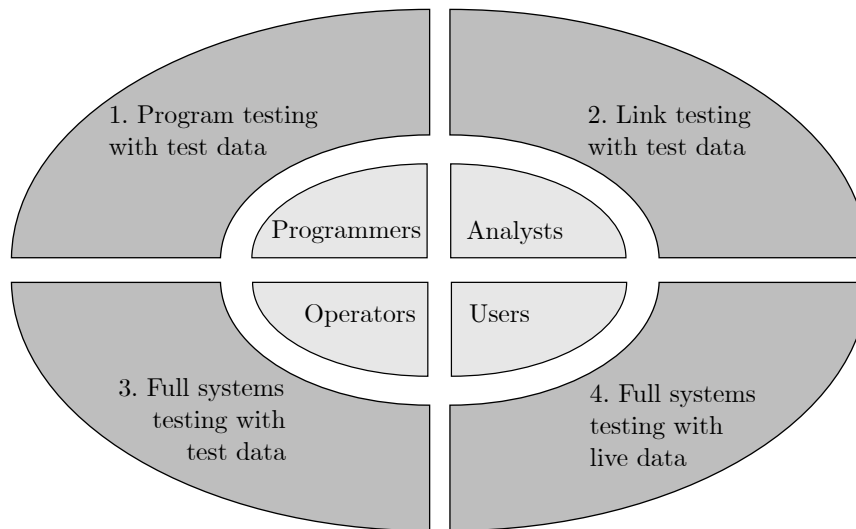 1. Program testing
with test data
2. Link testing
with test data
Programmers
Analysts
Operators
Users
3. Full systems
testing with
test data
4. Full systems
testing with
live data